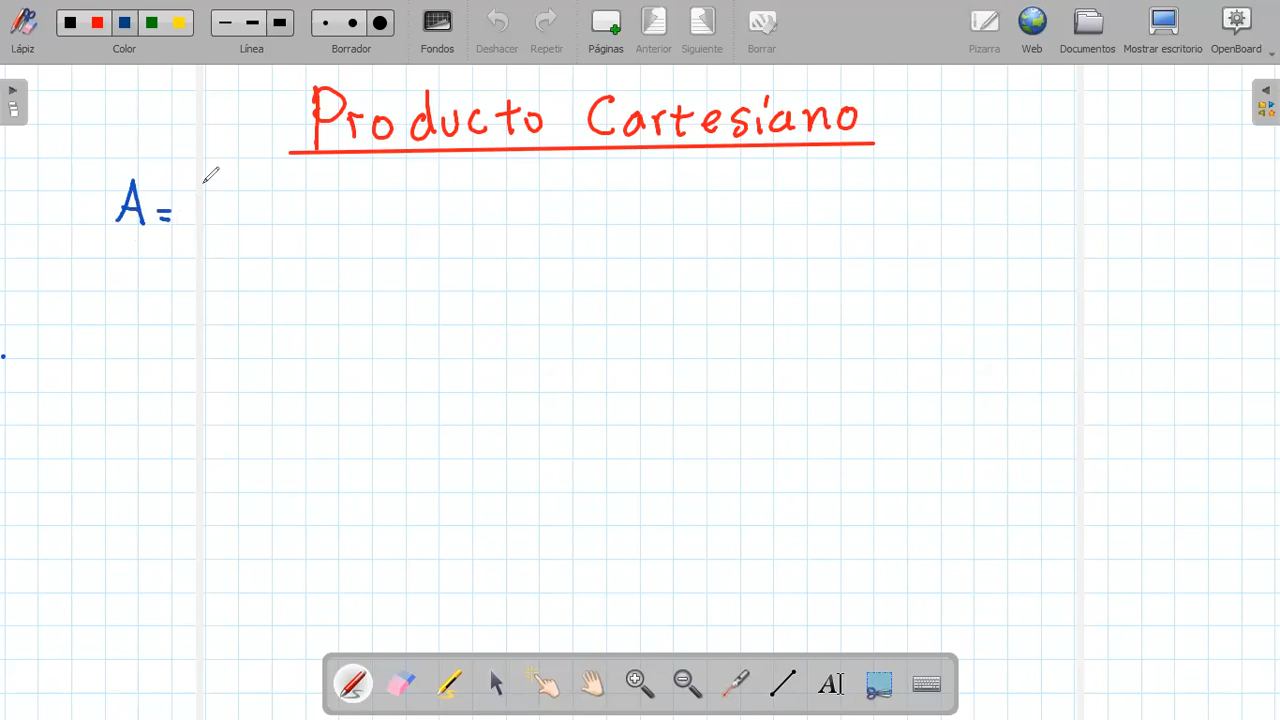 Lápiz Color Línea Borrador Fondos Deshacer Repetir Páginas Anterior Siguiente Borrar Pizarra Web Documentos Mostrar escritorio OpenBoard
Producto Cartesiano
A =
AI